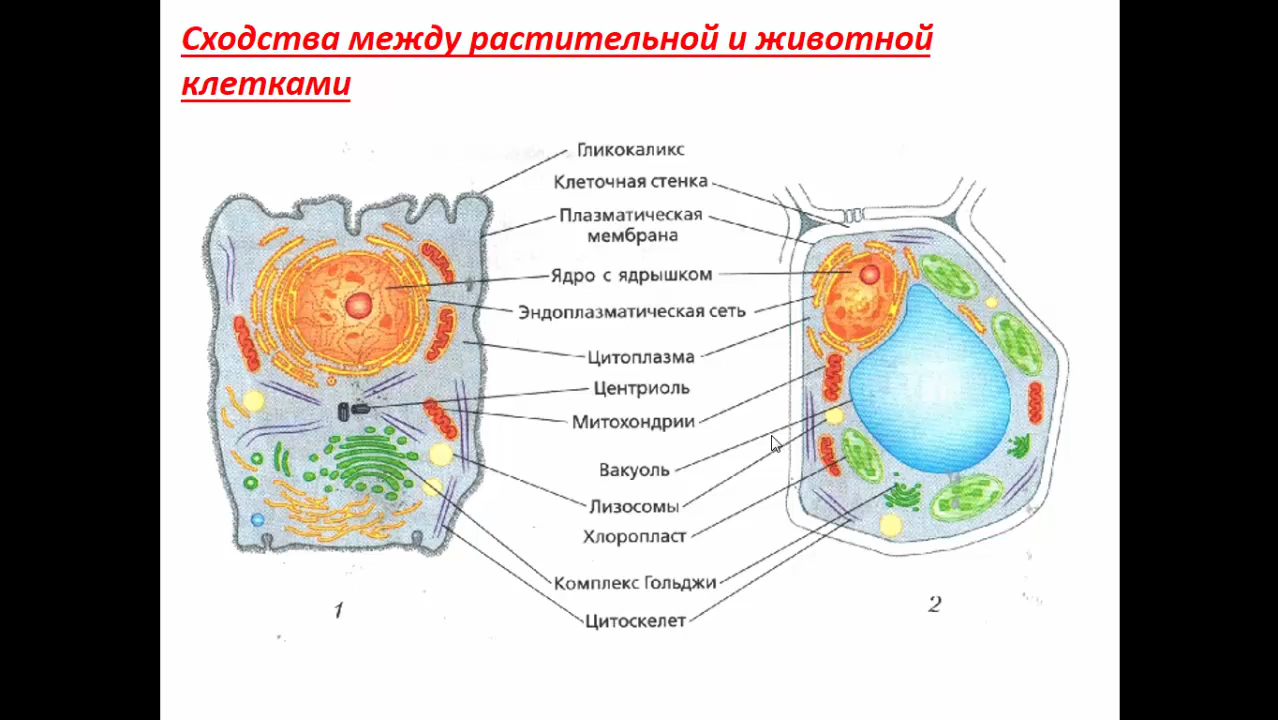 Сходства между растительной и животной
клетками
Гликокаликс
Клеточная стенка
Плазматическая
мембрана
Ядро с ядрышком
Эндоплазматическая сеть
Цитоплазма
Центриоль
Митохондрии
Вакуоль
Лизосомы
Хлоропласт
Комплекс Гольджи
Цитоскелет
1
2